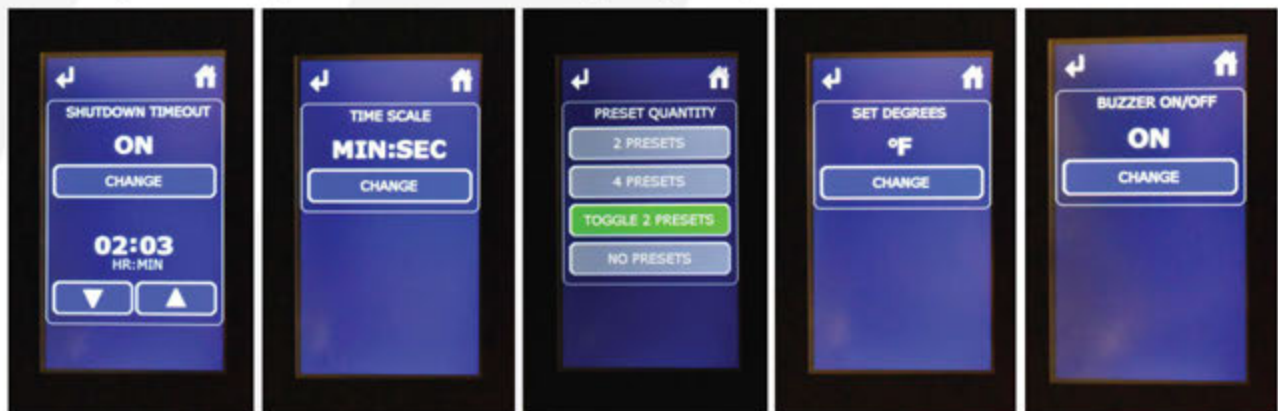 SHUTDOWN TIMEOUT
ON
CHANGE
02:03
HR:MIN
TIME SCALE
MIN:SEC
CHANGE
PRESET QUANTITY
2 PRESETS
4 PRESETS
TOGGLE 2 PRESETS
NO PRESETS
SET DEGREES
°F
CHANGE
BUZZER ON/OFF
ON
CHANGE